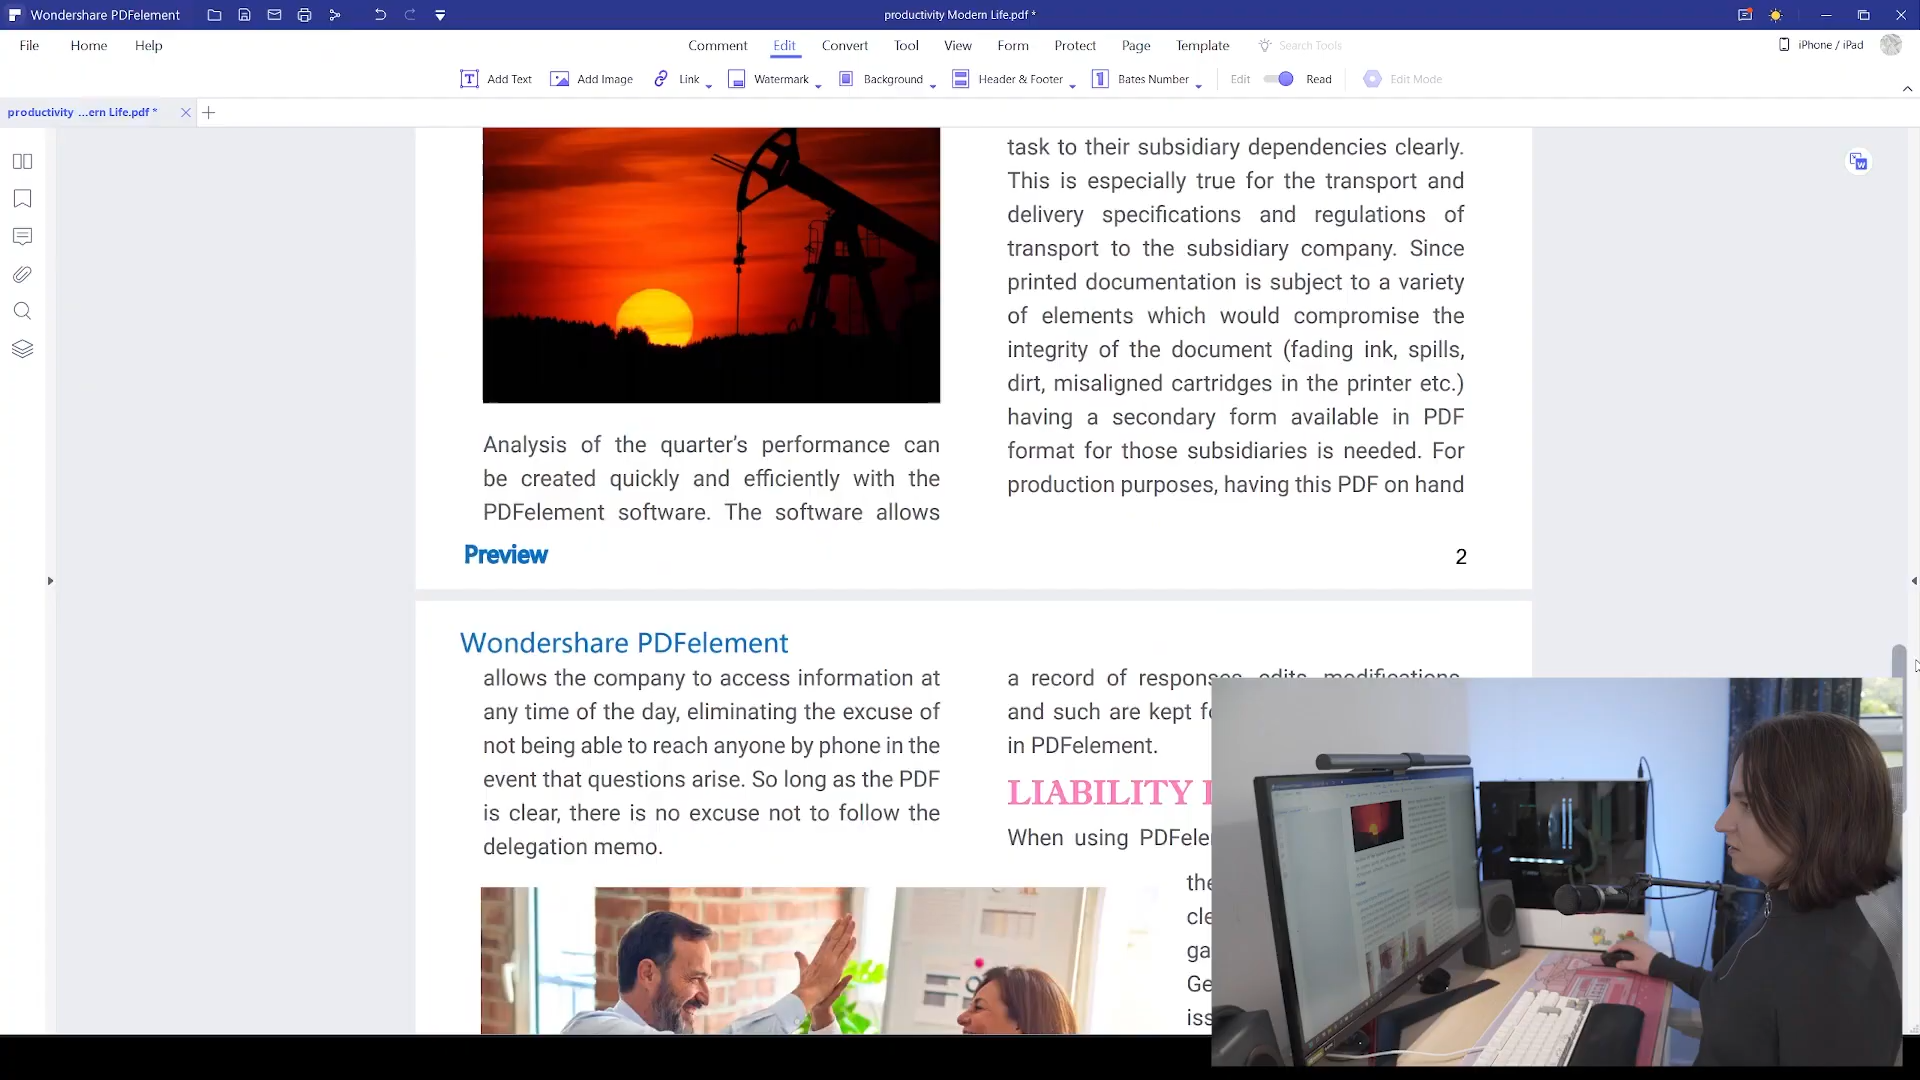 Wondershare PDFelement
productivity Modern Life.pdf *
File
Home
Help
Comment
Edit
Convert
Tool
View
Form
Protect
Page
Template
Search Tools
iPhone / iPad
Add Text
Add Image
Link
Watermark
Background
Header & Footer
Bates Number
Edit
Read
Edit Mode
productivity ...ern Life.pdf *
Analysis of the quarter's performance can
be created quickly and efficiently with the
PDFelement software. The software allows
task to their subsidiary dependencies clearly.
This is especially true for the transport and
delivery specifications and regulations of
transport to the subsidiary company. Since
printed documentation is subject to a variety
of elements which would compromise the
integrity of the document (fading ink, spills,
dirt, misaligned cartridges in the printer etc.)
having a secondary form available in PDF
format for those subsidiaries is needed. For
production purposes, having this PDF on hand
Preview
2
Wondershare PDFelement
allows the company to access information at
any time of the day, eliminating the excuse of
not being able to reach anyone by phone in the
event that questions arise. So long as the PDF
is clear, there is no excuse not to follow the
delegation memo.
a record of responses edits modifications
and such are kept
in PDFelement.
LIABILITY
When using
the